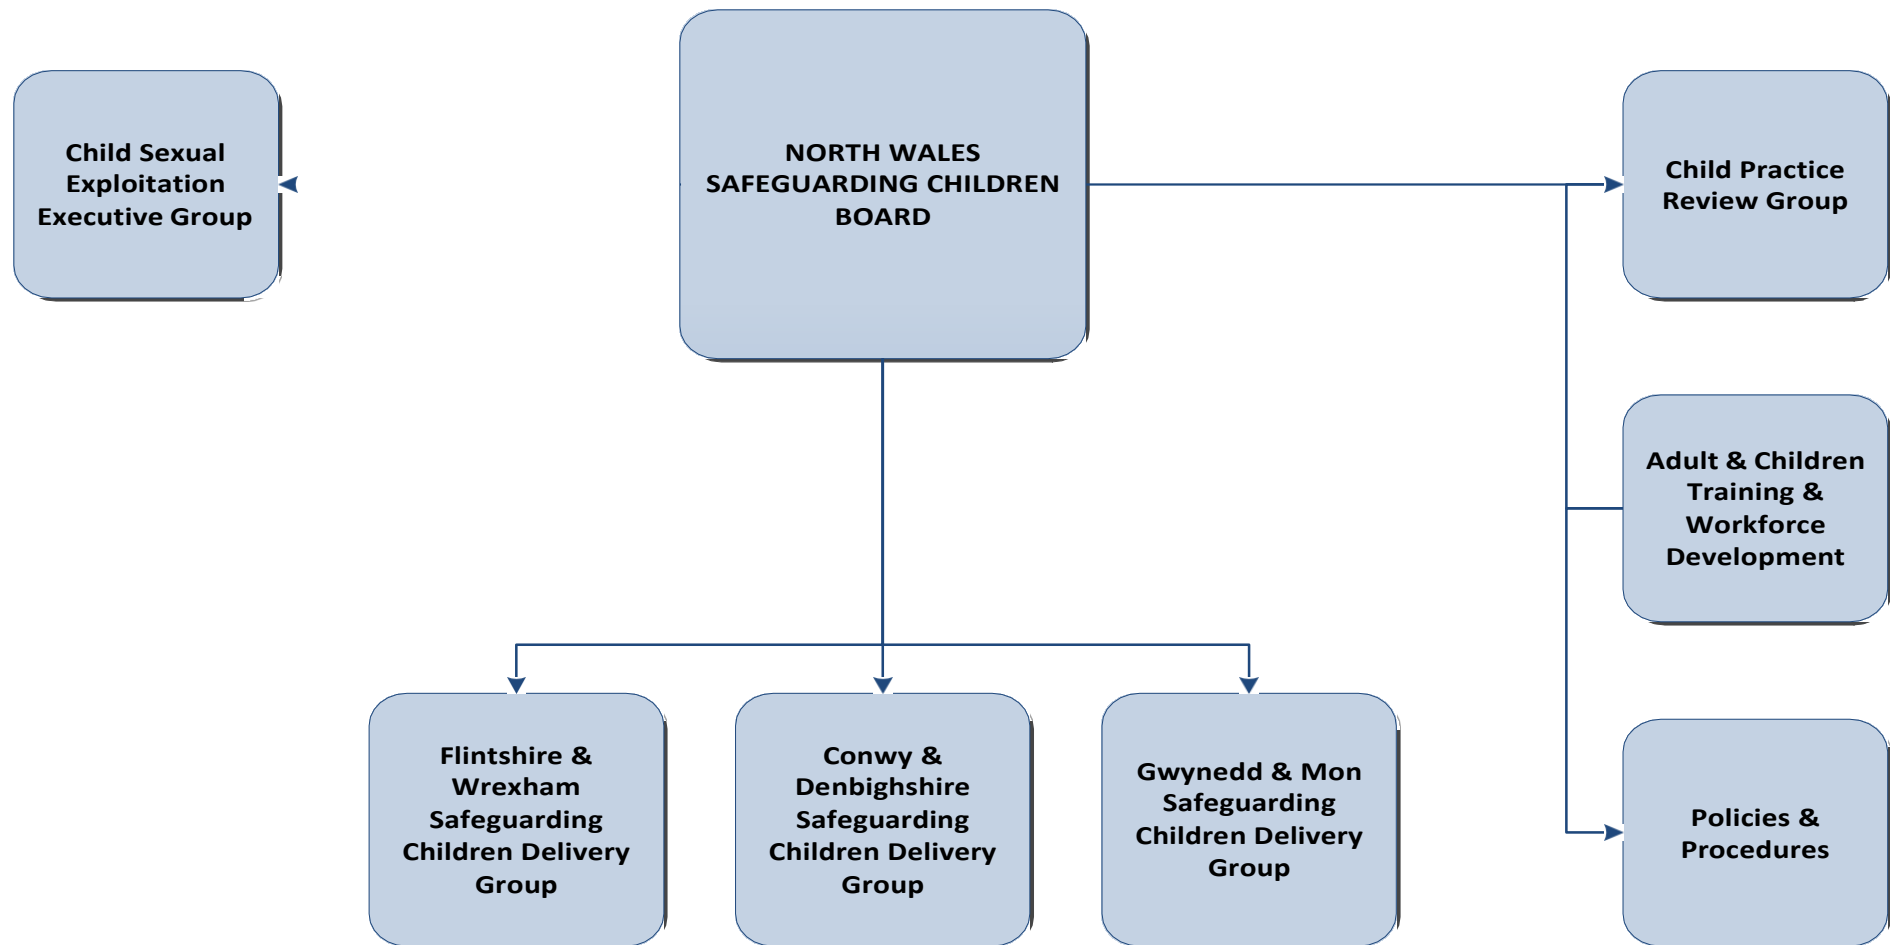 Child Sexual
Exploitation
Executive Group
NORTH WALES
SAFEGUARDING CHILDREN
BOARD
Child Practice
Review Group
Adult & Children
Training &
Workforce
Development
Flintshire &
Wrexham
Safeguarding
Children Delivery
Group
Conwy &
Denbighshire
Safeguarding
Children Delivery
Group
Gwynedd & Mon
Safeguarding
Children Delivery
Group
Policies &
Procedures